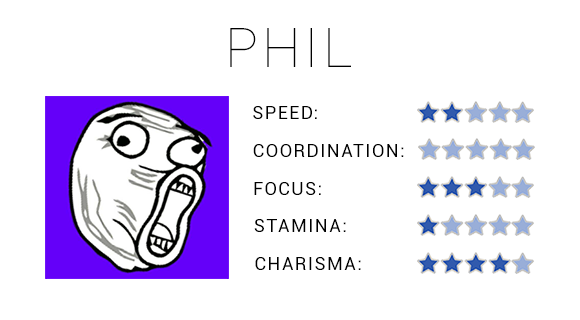 PHIL
SPEED:
COORDINATION:
FOCUS:
STAMINA:
CHARISMA: